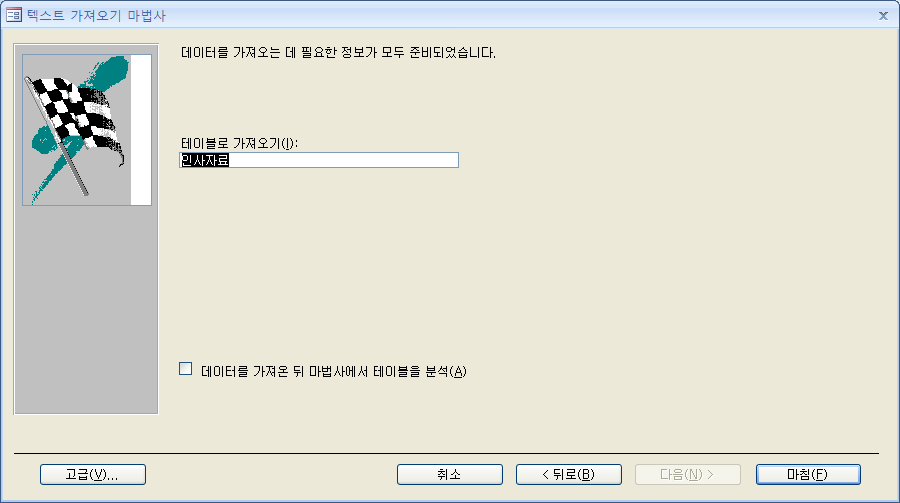 텍스트 가져오기 마법사
데이터를 가져오는 데 필요한 정보가 모두 준비되었습니다.
테이블로 가져오기(I):
인사자료
데이터를 가져온 뒤 마법사에서 테이블을 분석(A)
고급(V)...
취소
< 뒤로(B)
다음(N) >
마침(F)